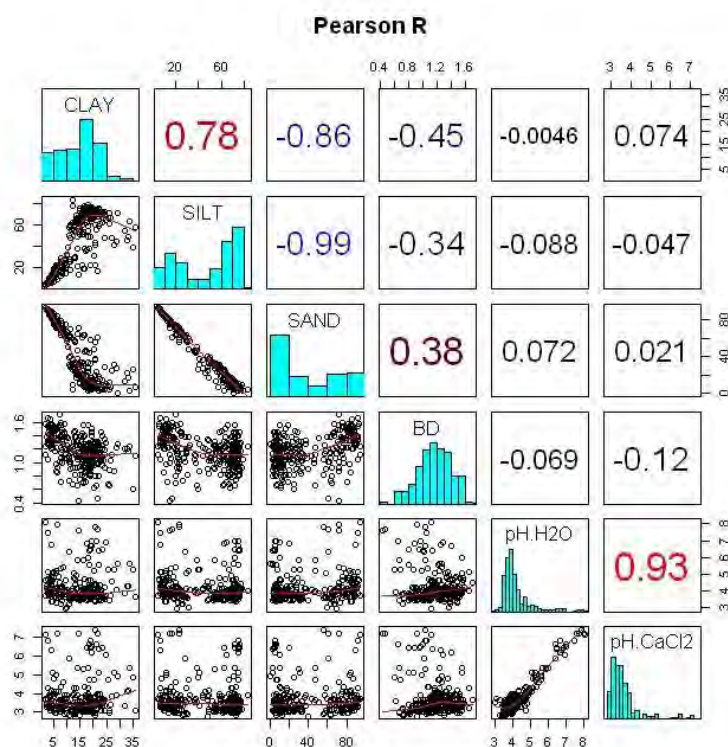 Pearson R
20 60
0.4 0.8 1.2 1.6
3 4 5 6 7
CLAY 0.78 -0.86 -0.45 -0.0046 0.074
5 15 25 35
20 60
SILT -0.99 -0.34 -0.088 -0.047
SAND 0.38 0.072 0.021
0 40 80
0.4 1.0 1.6
BD -0.069 -0.12
pH.H2O 0.93
3 4 5 6 7 8
3 4 5 6 7
pH.CaCl2
5 15 25 35
0 40 80
3 4 5 6 7 8